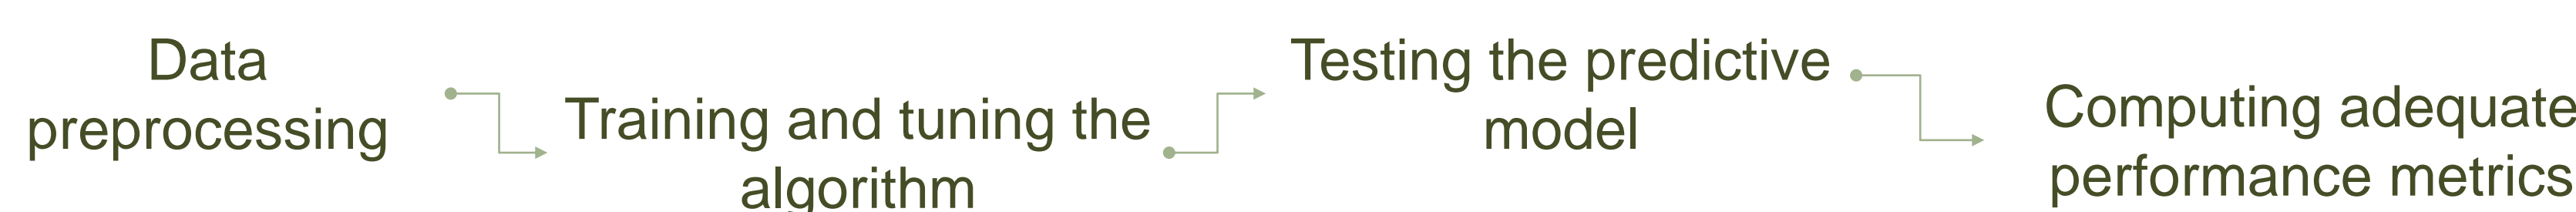 Data
preprocessing
Training and tuning the
algorithm
Testing the predictive
model
Computing adequate
performance metrics